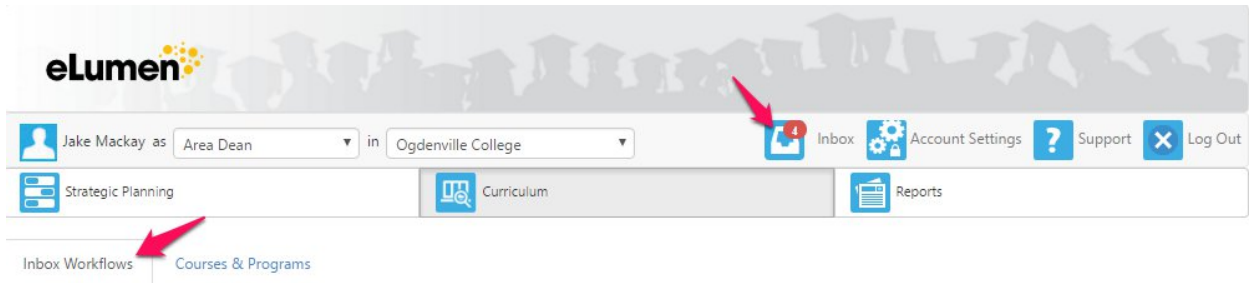 eLumen
Jake Mackay as Area Dean in Ogdenville College 4 Inbox Account Settings ? Support Log Out
Strategic Planning Curriculum Reports
Inbox Workflows Courses & Programs